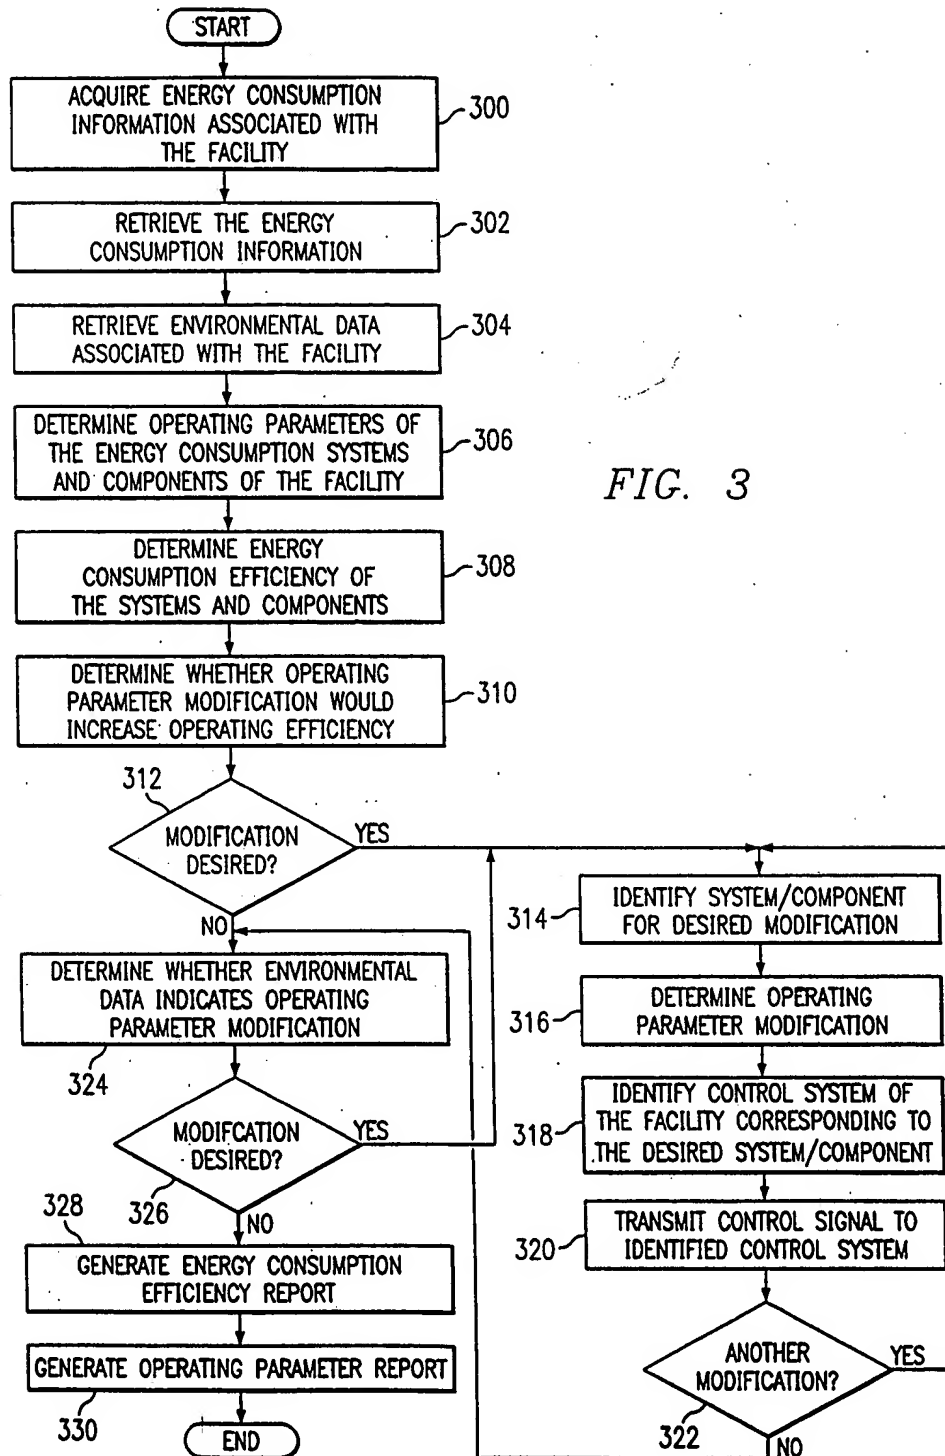 START
ACQUIRE ENERGY CONSUMPTION
INFORMATION ASSOCIATED WITH
THE FACILITY
300
RETRIEVE THE ENERGY
CONSUMPTION INFORMATION
302
RETRIEVE ENVIRONMENTAL DATA
ASSOCIATED WITH THE FACILITY
304
DETERMINE OPERATING PARAMETERS OF
THE ENERGY CONSUMPTION SYSTEMS
AND COMPONENTS OF THE FACILITY
306
FIG. 3
DETERMINE ENERGY
CONSUMPTION EFFICIENCY OF
THE SYSTEMS AND COMPONENTS
308
DETERMINE WHETHER OPERATING
PARAMETER MODIFICATION WOULD
INCREASE OPERATING EFFICIENCY
310
312
MODIFICATION
DESIRED?
YES
NO
DETERMINE WHETHER ENVIRONMENTAL
DATA INDICATES OPERATING
PARAMETER MODIFICATION
324
MODIFCATION
DESIRED?
YES
326
NO
328
GENERATE ENERGY CONSUMPTION
EFFICIENCY REPORT
GENERATE OPERATING PARAMETER REPORT
330
END
314
IDENTIFY SYSTEM/COMPONENT
FOR DESIRED MODIFICATION
316
DETERMINE OPERATING
PARAMETER MODIFICATION
318
IDENTIFY CONTROL SYSTEM OF
THE FACILITY CORRESPONDING TO
THE DESIRED SYSTEM/COMPONENT
320
TRANSMIT CONTROL SIGNAL TO
IDENTIFIED CONTROL SYSTEM
ANOTHER
MODIFICATION?
YES
322
NO